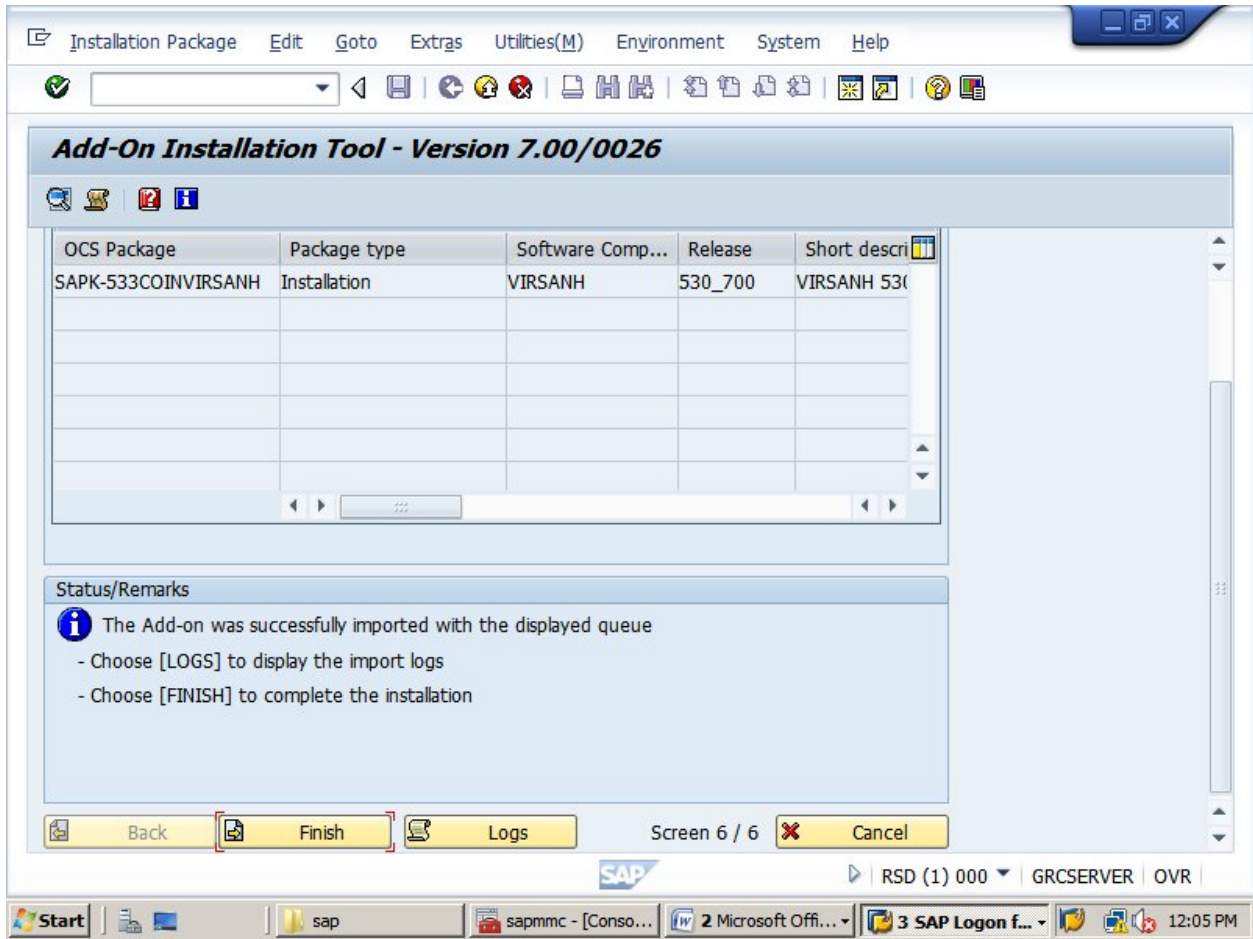 Installation Package Edit Goto Extras Utilities(M) Environment System Help
Add-On Installation Tool - Version 7.00/0026
OCS Package Package type Software Comp... Release Short descri
SAPK-533COINVIRSANH Installation VIRSANH 530_700 VIRSANH 530
Status/Remarks
The Add-on was successfully imported with the displayed queue
- Choose [LOGS] to display the import logs
- Choose [FINISH] to complete the installation
Back Finish Logs Screen 6 / 6 Cancel
SAP RSD (1) 000 GRCSERVER OVR
Start sap sapmmc - [Conso... 2 Microsoft Offi... 3 SAP Logon f... 12:05 PM